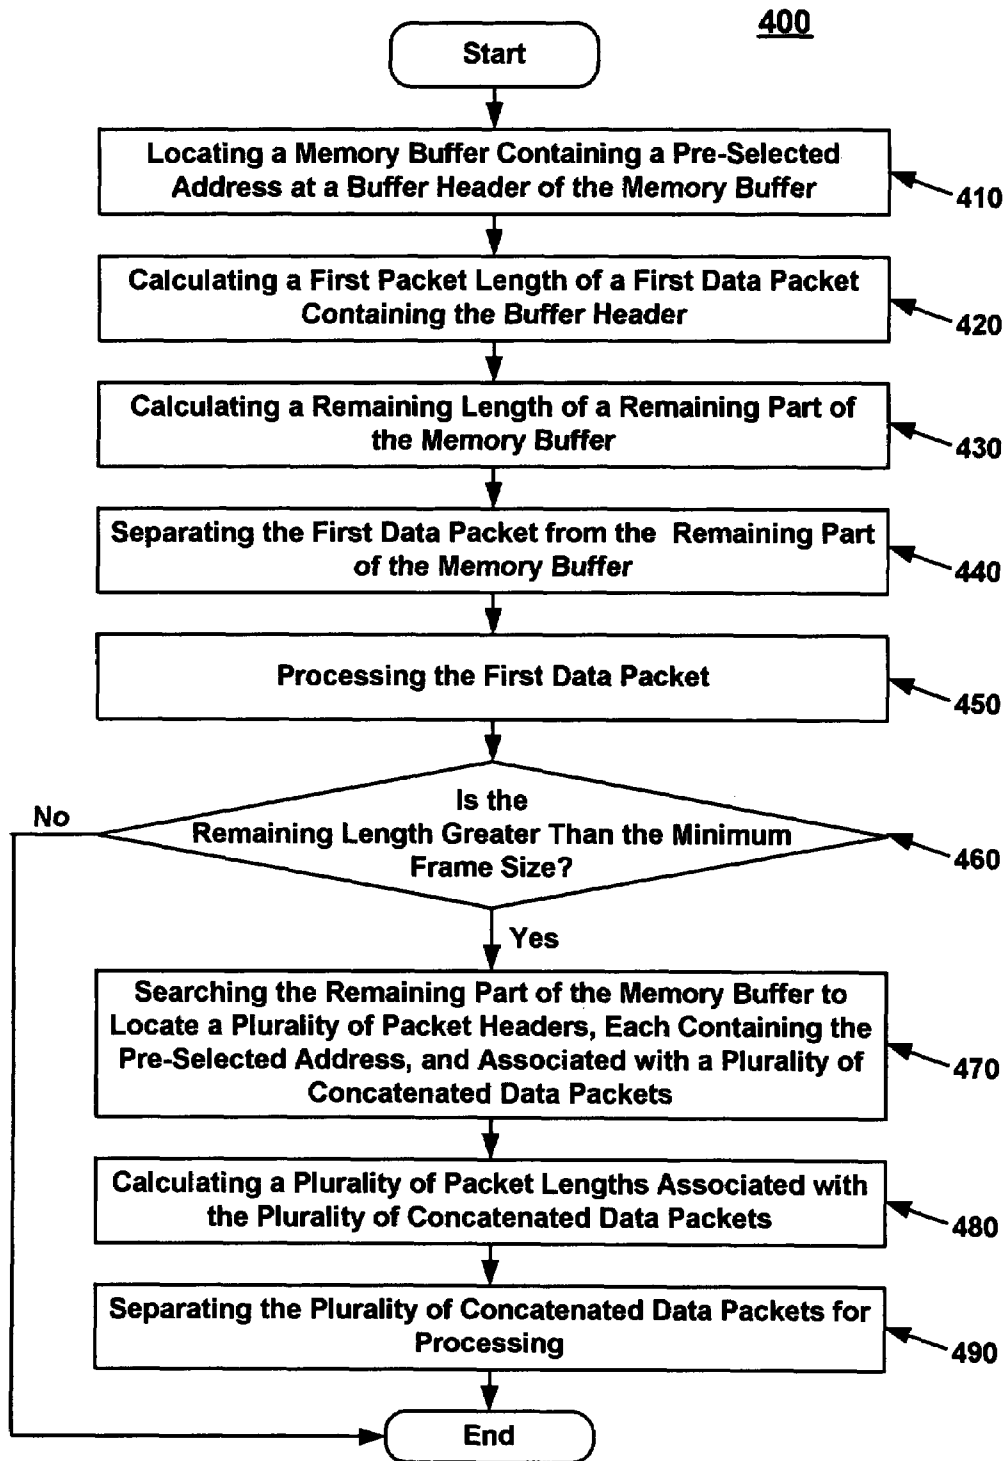 400
Start
Locating a Memory Buffer Containing a Pre-Selected
Address at a Buffer Header of the Memory Buffer
410
Calculating a First Packet Length of a First Data Packet
Containing the Buffer Header
420
Calculating a Remaining Length of a Remaining Part of
the Memory Buffer
430
Separating the First Data Packet from the Remaining Part
of the Memory Buffer
440
Processing the First Data Packet
450
Is the
Remaining Length Greater Than the Minimum
Frame Size?
460
No
Yes
Searching the Remaining Part of the Memory Buffer to
Locate a Plurality of Packet Headers, Each Containing the
Pre-Selected Address, and Associated with a Plurality of
Concatenated Data Packets
470
Calculating a Plurality of Packet Lengths Associated with
the Plurality of Concatenated Data Packets
480
Separating the Plurality of Concatenated Data Packets for
Processing
490
End